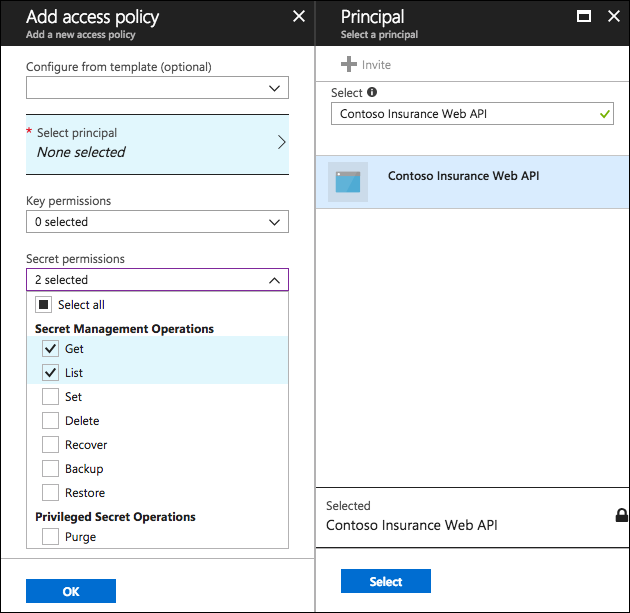 Add access policy
Add a new access policy
Configure from template (optional)
* Select principal
None selected
Key permissions
0 selected
Secret permissions
2 selected
Select all
Secret Management Operations
Get
List
Set
Delete
Recover
Backup
Restore
Privileged Secret Operations
Purge
OK
Principal
Select a principal
Invite
Select
Contoso Insurance Web API
Contoso Insurance Web API
Selected
Contoso Insurance Web API
Select